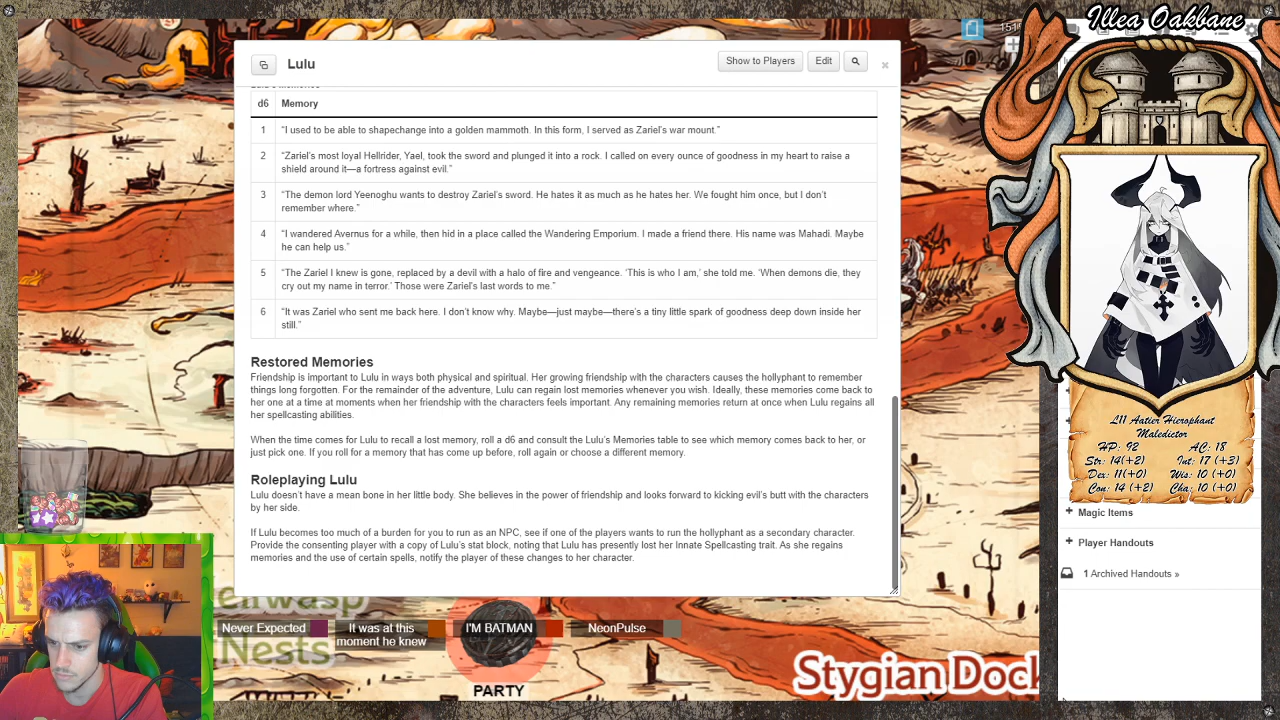 Illea Oakbane
Lulu
Show to Players
Edit
d6 Memory
1 “I used to be able to shapechange into a golden mammoth. In this form, I served as Zariel's war mount.”
2 “Zariel's most loyal Hellrider, Yael, took the sword and plunged it into a rock. I called on every ounce of goodness in my heart to raise a
shield around it—a fortress against evil.”
3 “The demon lord Yeenoghu wants to destroy Zariel's sword. He hates it as much as he hates her. We fought him once, but I don't
remember where.”
4 “I wandered Avernus for a while, then hid in a place called the Wandering Emporium. I made a friend there. His name was Mahadi. Maybe
he can help us.”
5 “The Zariel I knew is gone, replaced by a devil with a halo of fire and vengeance. ‘This is who I am,’ she told me. ‘When demons die, they
cry out my name in terror.’ Those were Zariel's last words to me.”
6 “It was Zariel who sent me back here. I don't know why. Maybe—just maybe—there's a tiny little spark of goodness deep down inside her
still.”
Restored Memories
Friendship is important to Lulu in ways both physical and spiritual. Her growing friendship with the characters causes the hollyphant to remember
things long forgotten. For the remainder of the adventure, Lulu can regain lost memories whenever you wish. Ideally, these memories come back to
her one at a time at moments when her friendship with the characters feels important. Any remaining memories return at once when Lulu regains all
her spellcasting abilities.
When the time comes for Lulu to recall a lost memory, roll a d6 and consult the Lulu's Memories table to see which memory comes back to her, or
just pick one. If you roll for a memory that has come up before, roll again or choose a different memory.
Roleplaying Lulu
Lulu doesn't have a mean bone in her little body. She believes in the power of friendship and looks forward to kicking evil's butt with the characters
by her side.
If Lulu becomes too much of a burden for you to run as an NPC, see if one of the players wants to run the hollyphant as a secondary character.
Provide the consenting player with a copy of Lulu's stat block, noting that Lulu has presently lost her Innate Spellcasting trait. As she regains
memories and the use of certain spells, notify the player of these changes to her character.
L11 Aatier Hierophant
Maledictor
HP: 92 AC: 18
Str: 14(+2) Int: 17 (+3)
Dex: 11(+0) Wis: 10 (+0)
Con: 14 (+2) Cha: 10 (+0)
Magic Items
Player Handouts
1 Archived Handouts »
Never Expected
It was at this
moment he knew
I'M BATMAN
NeonPulse
Nests
PARTY
Stygian Dock